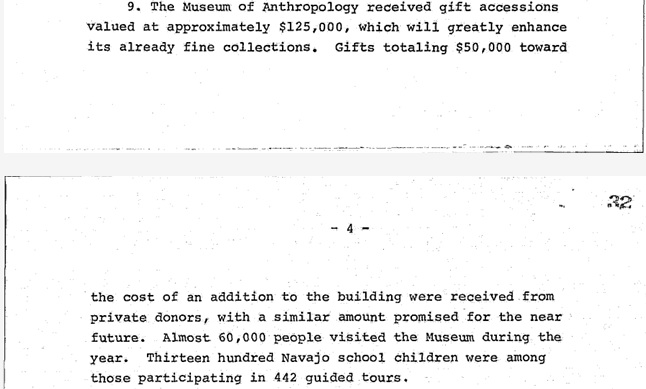 9. The Museum of Anthropology received gift accessions
valued at approximately $125,000, which will greatly enhance
its already fine collections.  Gifts totaling $50,000 toward
32
- 4 -
the cost of an addition to the building were received from
private donors, with a similar amount promised for the near
future.  Almost 60,000 people visited the Museum during the
year.  Thirteen hundred Navajo school children were among
those participating in 442 guided tours.